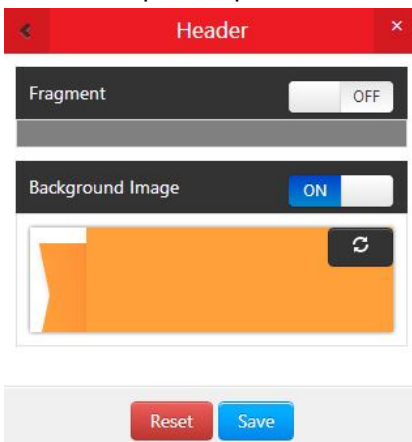 Header
×
Fragment
OFF
Background Image
ON
Reset
Save